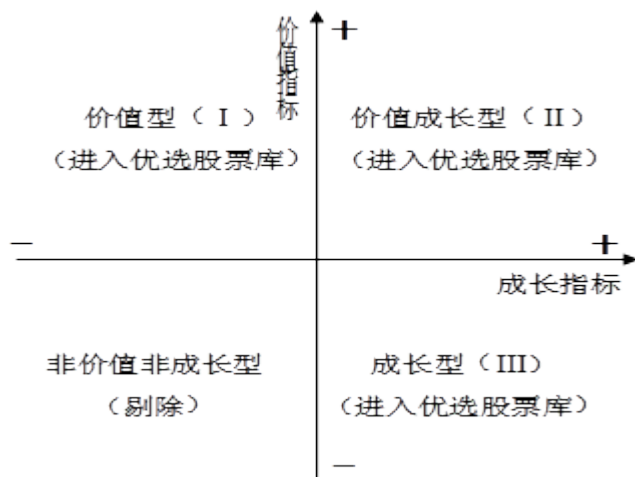 价值指标
+
价值型（I）
（进入优选股票库）
价值成长型（II）
（进入优选股票库）
−
+
成长指标
非价值非成长型
（剔除）
成长型（III）
（进入优选股票库）
−